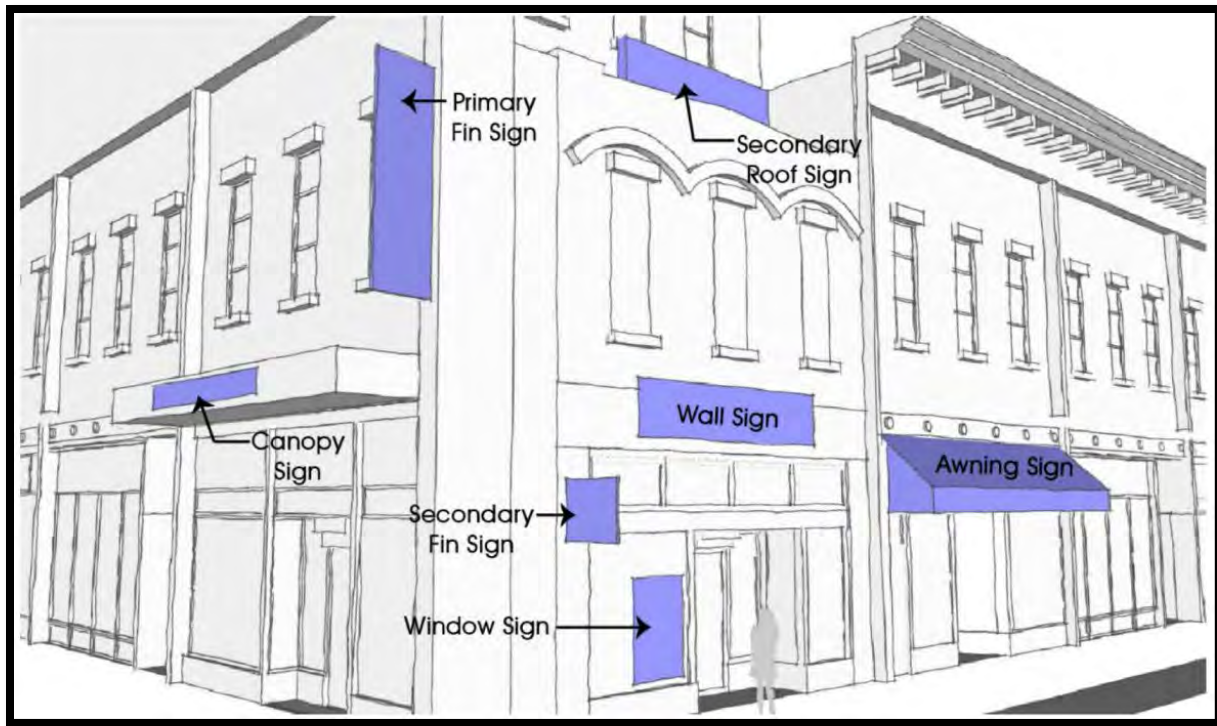 Primary
Fin Sign
Secondary
Roof Sign
Canopy
Sign
Wall Sign
Awning Sign
Secondary
Fin Sign
Window Sign